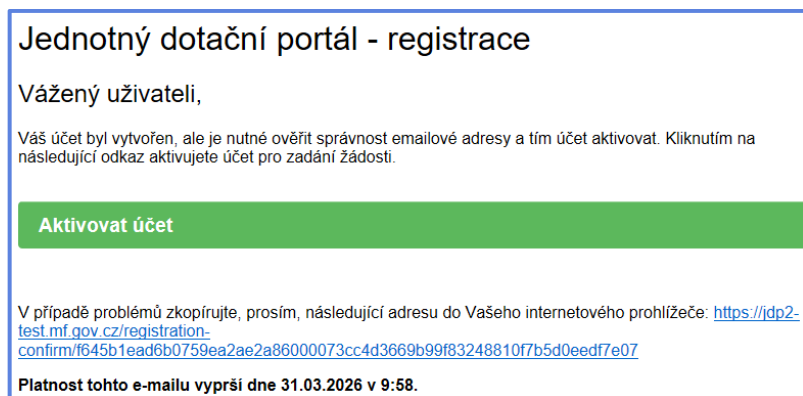 Jednotný dotační portál - registrace
Vážený uživateli,
Váš účet byl vytvořen, ale je nutné ověřit správnost emailové adresy a tím účet aktivovat. Kliknutím na
následující odkaz aktivujete účet pro zadání žádosti.
Aktivovat účet
V případě problémů zkopírujte, prosím, následující adresu do Vašeho internetového prohlížeče: https://jdp2-
test.mf.gov.cz/registration-
confirm/f645b1ead6b0759ea2ae2a86000073cc4d3669b99f83248810f7b5d0eedf7e07
Platnost tohto e-mailu vyprší dne 31.03.2026 v 9:58.